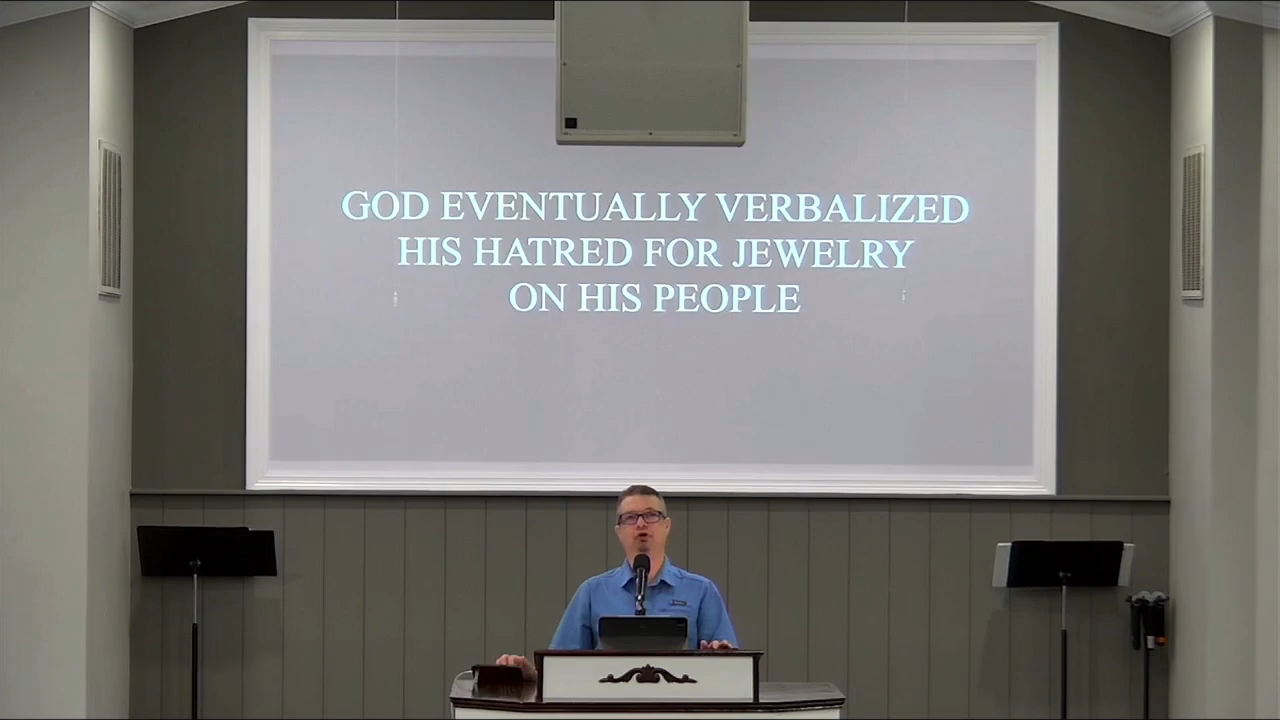 GOD EVENTUALLY VERBALIZED
HIS HATRED FOR JEWELRY
ON HIS PEOPLE